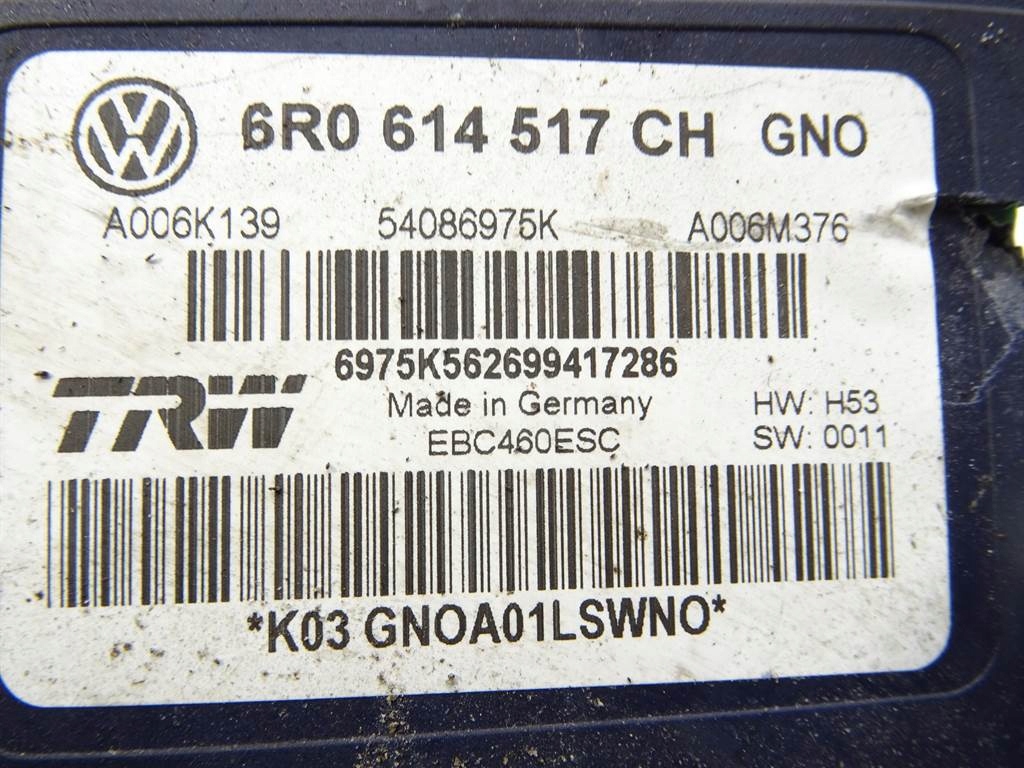 VW 6R0 614 517 CH GNO
A006K139 54086975K A006M376
6975K562699417286
TRW Made in Germany HW: H53
EBC460ESC SW: 0011
*K03 GNOA01LSWNO*